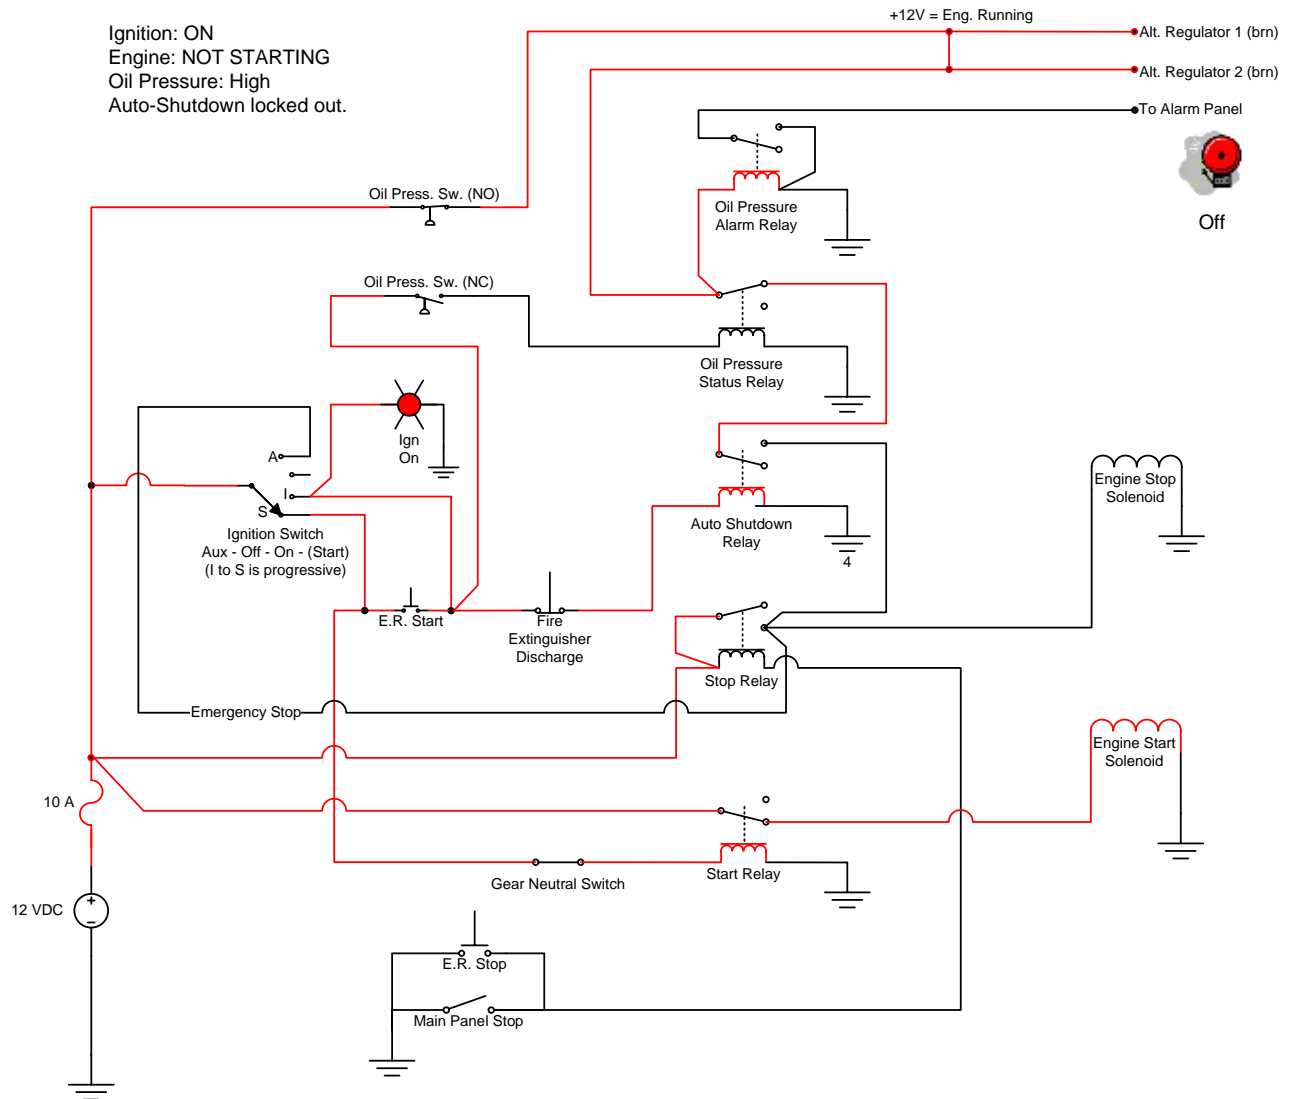 +12V = Eng. Running
Ignition: ON
Engine: NOT STARTING
Oil Pressure: High
Auto-Shutdown locked out.
Alt. Regulator 1 (brn)
Alt. Regulator 2 (brn)
To Alarm Panel
Off
Oil Press. Sw. (NO)
Oil Pressure
Alarm Relay
Oil Press. Sw. (NC)
Oil Pressure
Status Relay
Ign
On
A
I
S
Ignition Switch
Aux - Off - On - (Start)
(I to S is progressive)
Auto Shutdown
Relay
4
Engine Stop
Solenoid
E.R. Start
Fire
Extinguisher
Discharge
Stop Relay
Emergency Stop
Engine Start
Solenoid
10 A
Gear Neutral Switch
Start Relay
12 VDC
+
−
E.R. Stop
Main Panel Stop